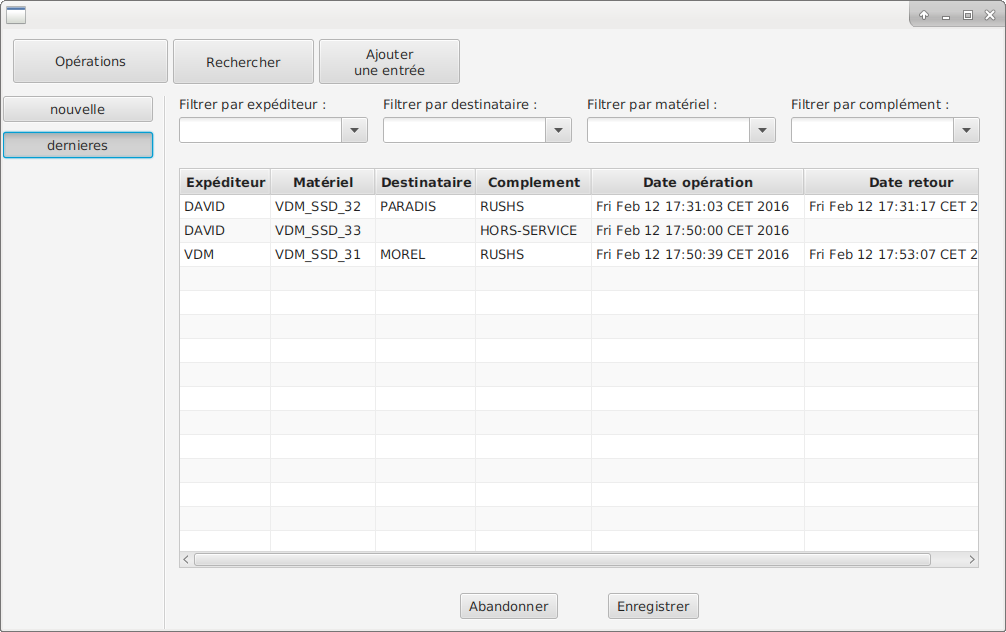 Opérations
Rechercher
Ajouter
une entrée
nouvelle
dernieres
Filtrer par expéditeur : Filtrer par destinataire : Filtrer par matériel : Filtrer par complément :
Expéditeur Matériel Destinataire Complement Date opération Date retour
DAVID VDM_SSD_32 PARADIS RUSHS Fri Feb 12 17:31:03 CET 2016 Fri Feb 12 17:31:17 CET 2
DAVID VDM_SSD_33 HORS-SERVICE Fri Feb 12 17:50:00 CET 2016
VDM VDM_SSD_31 MOREL RUSHS Fri Feb 12 17:50:39 CET 2016 Fri Feb 12 17:53:07 CET 2
Abandonner Enregistrer